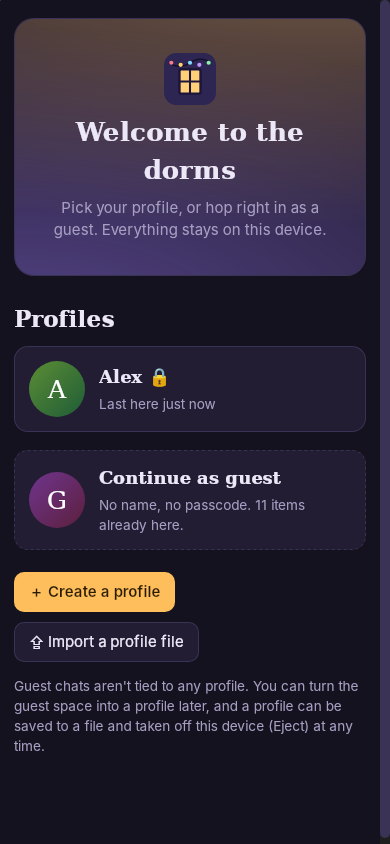 Welcome to the
dorms
Pick your profile, or hop right in as a
guest. Everything stays on this device.
Profiles
A
Alex 🔒
Last here just now
G
Continue as guest
No name, no passcode. 11 items
already here.
+ Create a profile
⇪ Import a profile file
Guest chats aren't tied to any profile. You can turn the
guest space into a profile later, and a profile can be
saved to a file and taken off this device (Eject) at any
time.